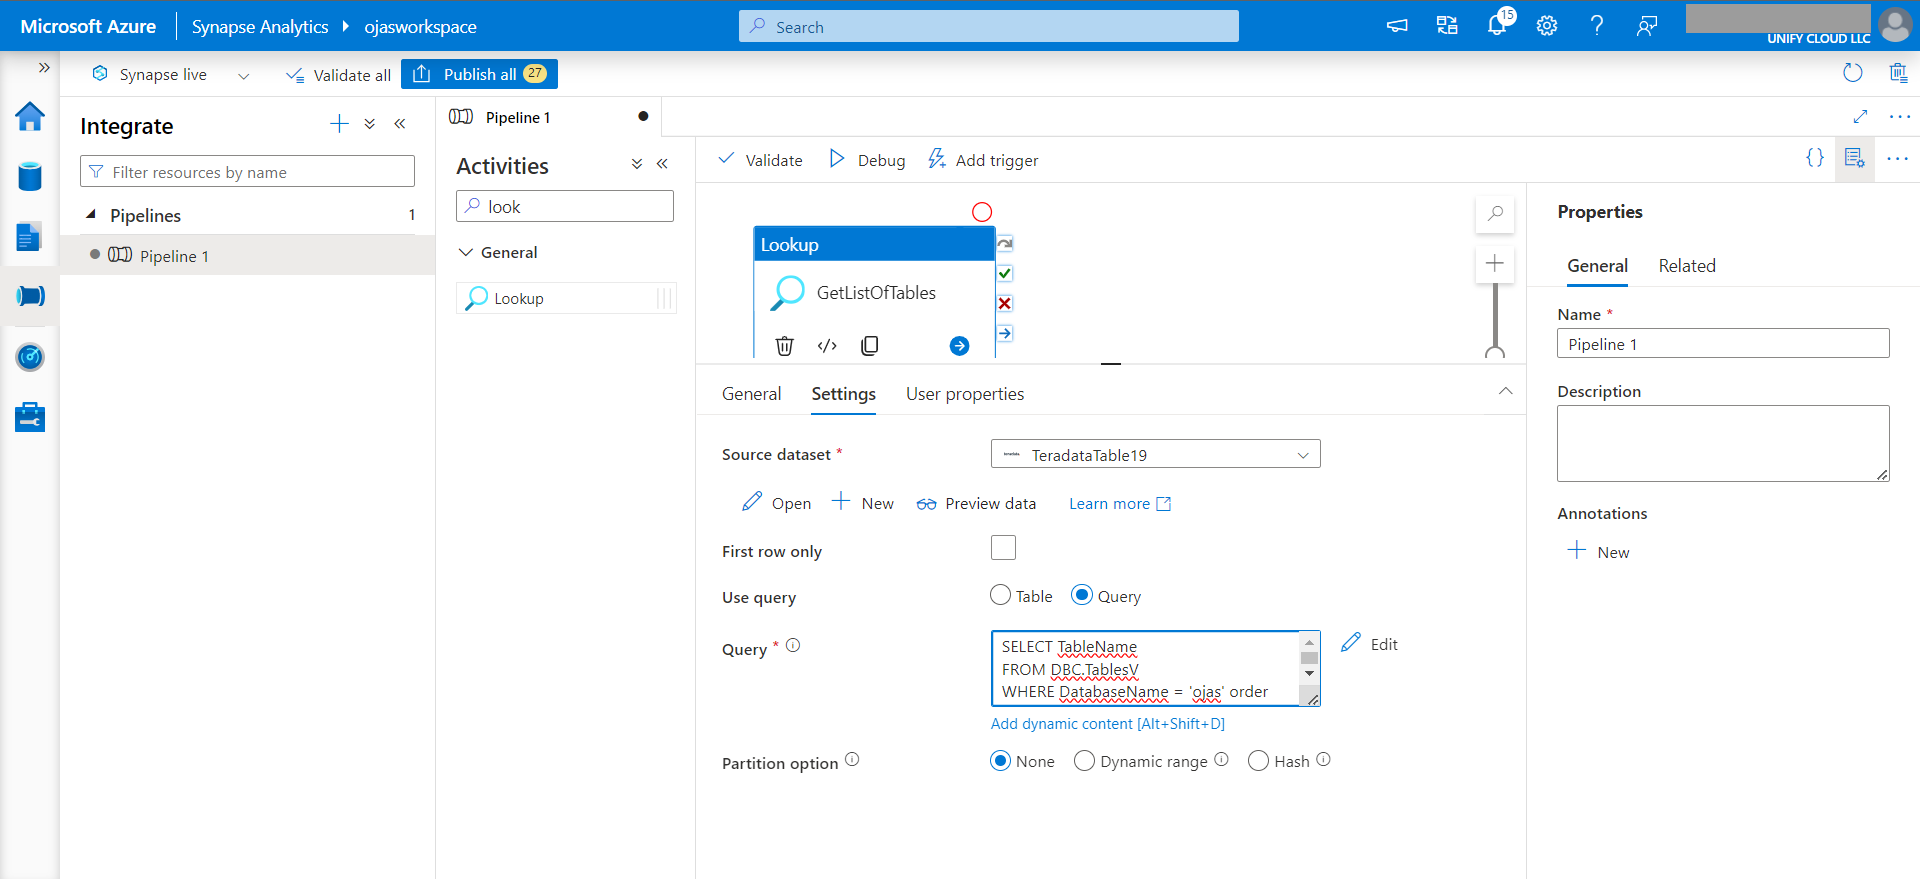 Microsoft Azure
Synapse Analytics
ojasworkspace
Search
15
UNIFY CLOUD LLC
Synapse live
Validate all
Publish all 27
Integrate
Filter resources by name
Pipelines 1
Pipeline 1
Pipeline 1
Activities
look
General
Lookup
Validate
Debug
Add trigger
Lookup
GetListOfTables
General
Settings
User properties
Source dataset *
TeradataTable19
Open
New
Preview data
Learn more
First row only
Use query
Table
Query
Query *
SELECT TableName
FROM DBC.TablesV
WHERE DatabaseName = 'ojas' order
Edit
Add dynamic content [Alt+Shift+D]
Partition option
None
Dynamic range
Hash
Properties
General
Related
Name *
Pipeline 1
Description
Annotations
New